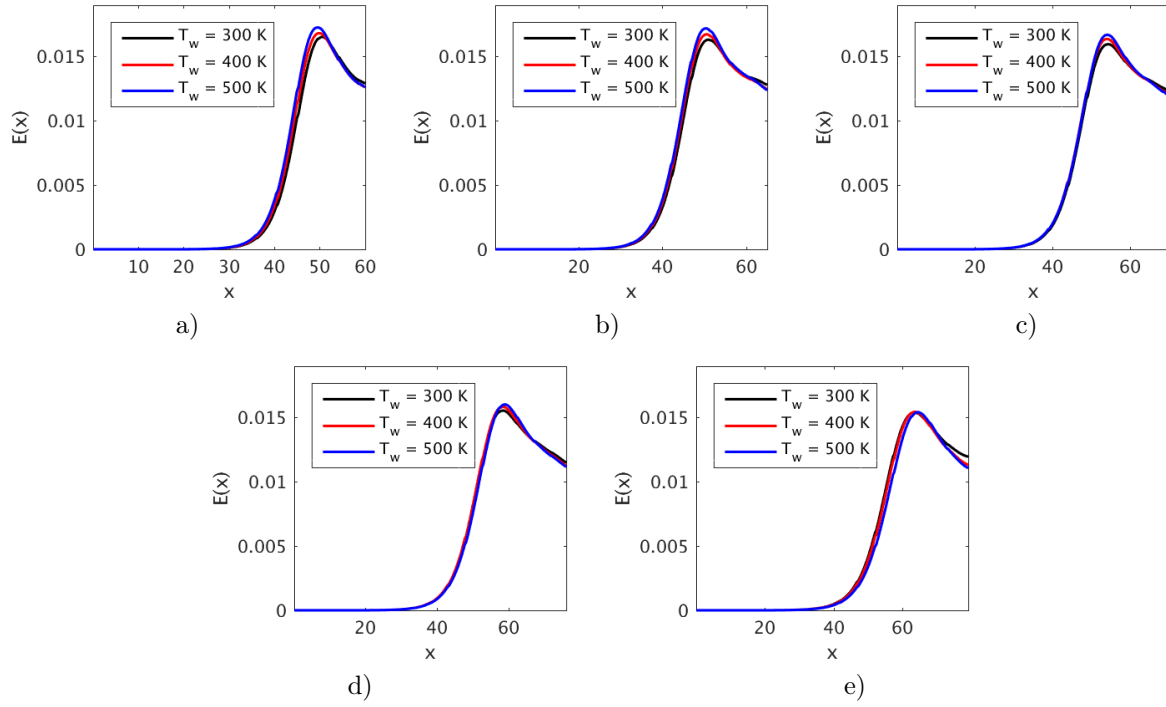 T_w = 300 K
T_w = 400 K
T_w = 500 K
E(x)
0.015
0.01
0.005
0
10 20 30 30 40 50 60
x
a)
T_w = 300 K
T_w = 400 K
T_w = 500 K
E(x)
0.015
0.01
0.005
0
20 40 60
x
b)
T_w = 300 K
T_w = 400 K
T_w = 500 K
E(x)
0.015
0.01
0.005
0
20 40 60
x
c)
T_w = 300 K
T_w = 400 K
T_w = 500 K
E(x)
0.015
0.01
0.005
0
20 40 60
x
d)
T_w = 300 K
T_w = 400 K
T_w = 500 K
E(x)
0.015
0.01
0.005
0
20 40 60
x
e)